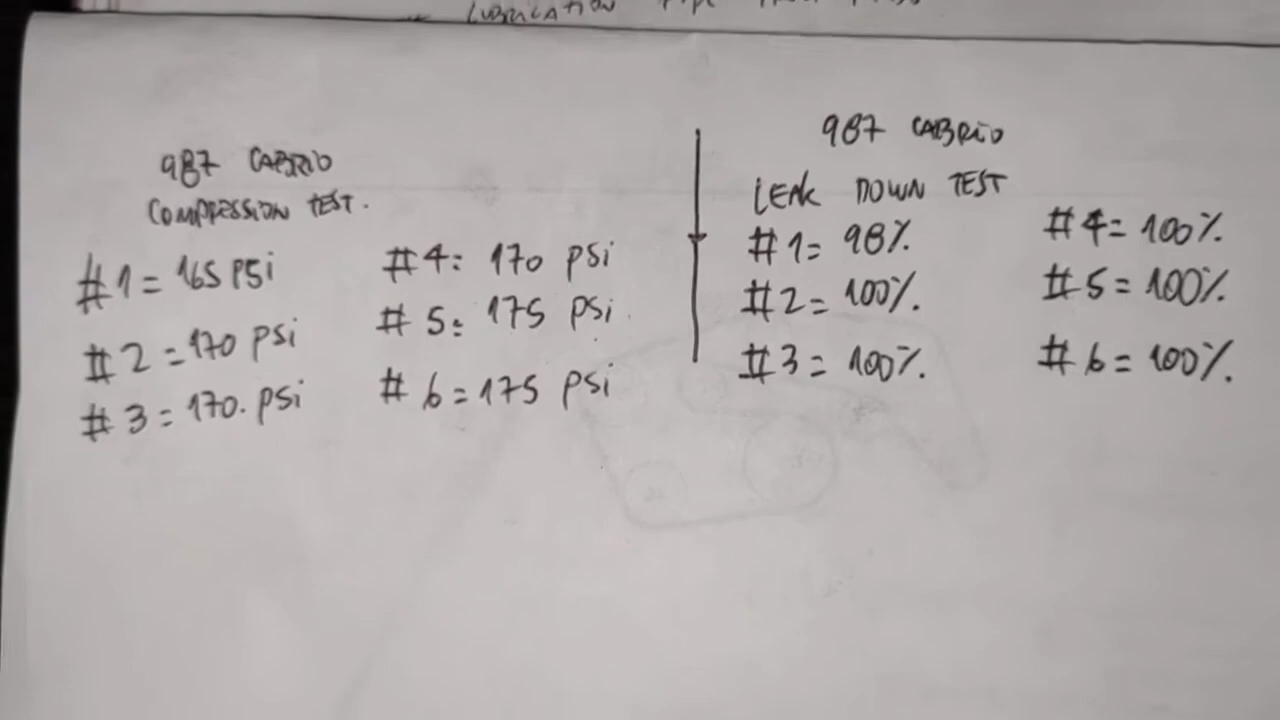 LUBRICATION
987 CABRIO
COMPRESSION TEST.
#1 = 165 PSi
#2 = 170 PSi
#3 = 170. PSi
#4: 170 PSi
#5: 175 PSi
#6 = 175 PSi
987 CABRIO
LEAK DOWN TEST
#1 = 98%
#2 = 100%.
#3 = 100%.
#4 = 100%.
#5 = 100%.
#6 = 100%.